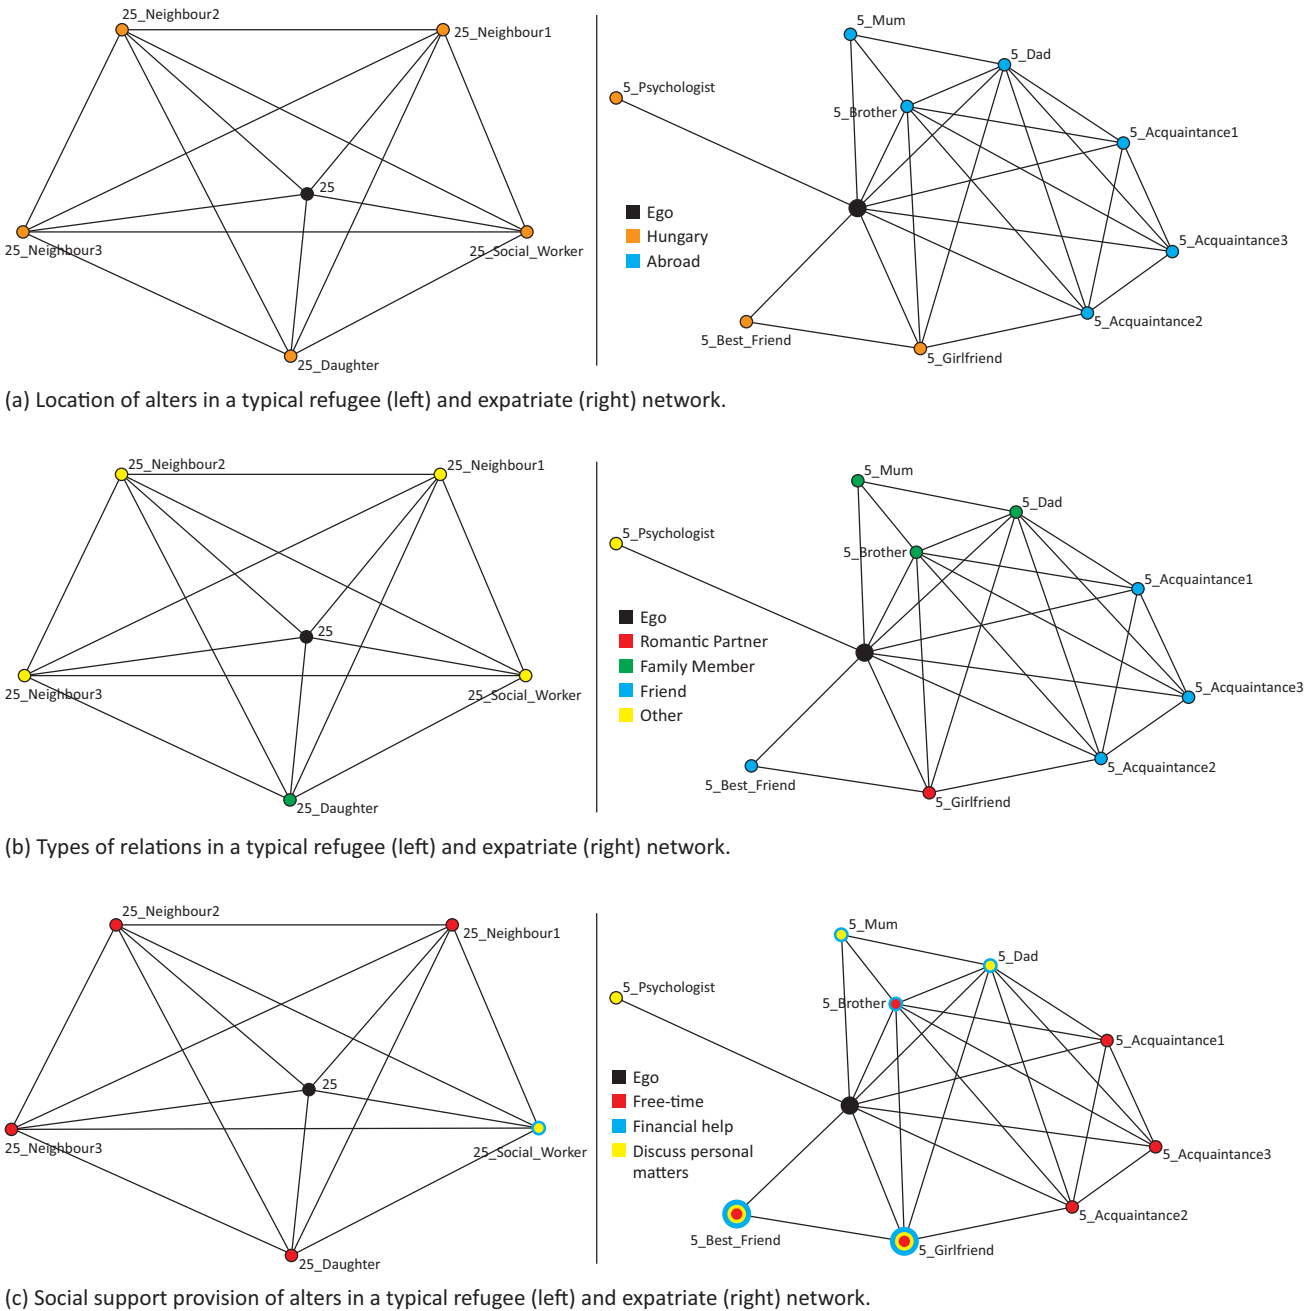 25_Neighbour2
25_Neighbour1
25
25_Neighbour3
25_Social_Worker
25_Daughter
5_Mum
5_Dad
5_Psychologist
5_Brother
5_Acquaintance1
5_Acquaintance3
5_Acquaintance2
5_Best_Friend
5_Girlfriend
Ego
Hungary
Abroad
(a) Location of alters in a typical refugee (left) and expatriate (right) network.
25_Neighbour2
25_Neighbour1
25
25_Neighbour3
25_Social_Worker
25_Daughter
5_Mum
5_Dad
5_Psychologist
5_Brother
5_Acquaintance1
5_Acquaintance3
5_Acquaintance2
5_Best_Friend
5_Girlfriend
Ego
Romantic Partner
Family Member
Friend
Other
(b) Types of relations in a typical refugee (left) and expatriate (right) network.
25_Neighbour2
25_Neighbour1
25
25_Neighbour3
25_Social_Worker
25_Daughter
5_Mum
5_Dad
5_Psychologist
5_Brother
5_Acquaintance1
5_Acquaintance3
5_Acquaintance2
5_Best_Friend
5_Girlfriend
Ego
Free-time
Financial help
Discuss personal
matters
(c) Social support provision of alters in a typical refugee (left) and expatriate (right) network.